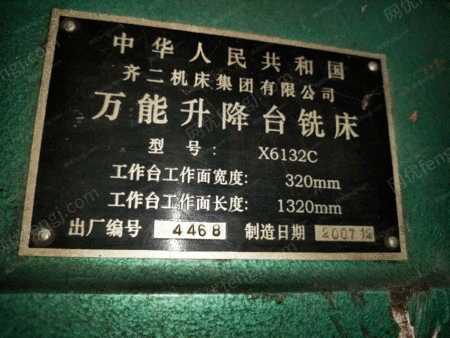 中华人民共和国
齐二机床集团有限公司
万能升降台铣床
型号: X6132C
工作台工作面宽度: 320mm
工作台工作面长度: 1320mm
出厂编号 4468 制造日期 2007 12